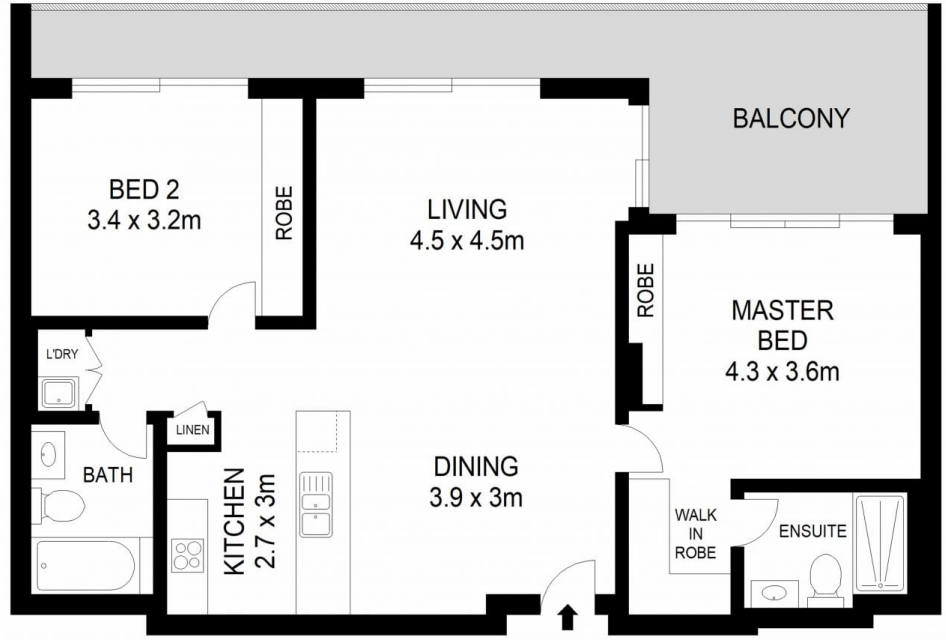 BALCONY
BED 2
3.4 x 3.2m
ROBE
LIVING
4.5 x 4.5m
ROBE
MASTER
BED
4.3 x 3.6m
L'DRY
LINEN
BATH
KITCHEN
2.7 x 3m
DINING
3.9 x 3m
WALK
IN
ROBE
ENSUITE